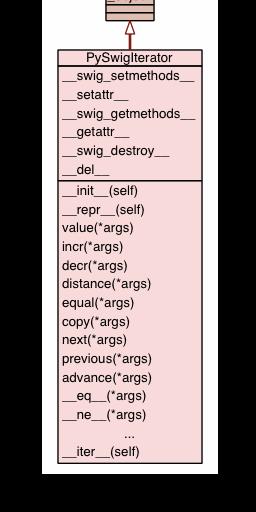 PySwigIterator
__swig_setmethods__
__setattr__
__swig_getmethods__
__getattr__
__swig_destroy__
__del__
__init__(self)
__repr__(self)
value(*args)
incr(*args)
decr(*args)
distance(*args)
equal(*args)
copy(*args)
next(*args)
previous(*args)
advance(*args)
__eq__(*args)
__ne__(*args)
...
__iter__(self)